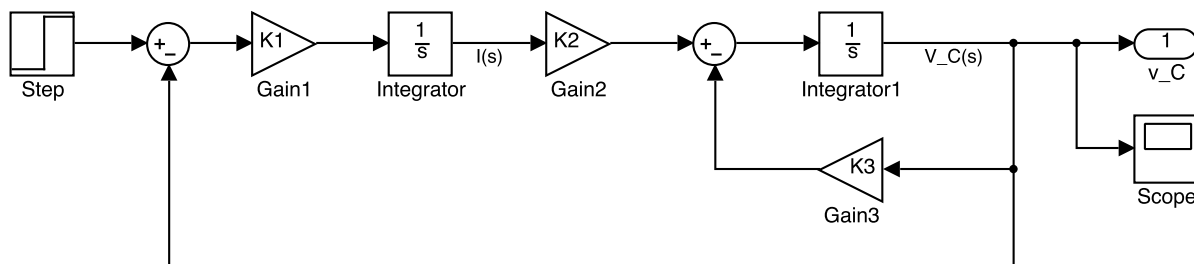 Step
+
−
K1
Gain1
1
s
Integrator
I(s)
K2
Gain2
+
−
1
s
Integrator1
V_C(s)
K3
Gain3
1
v_C
Scope